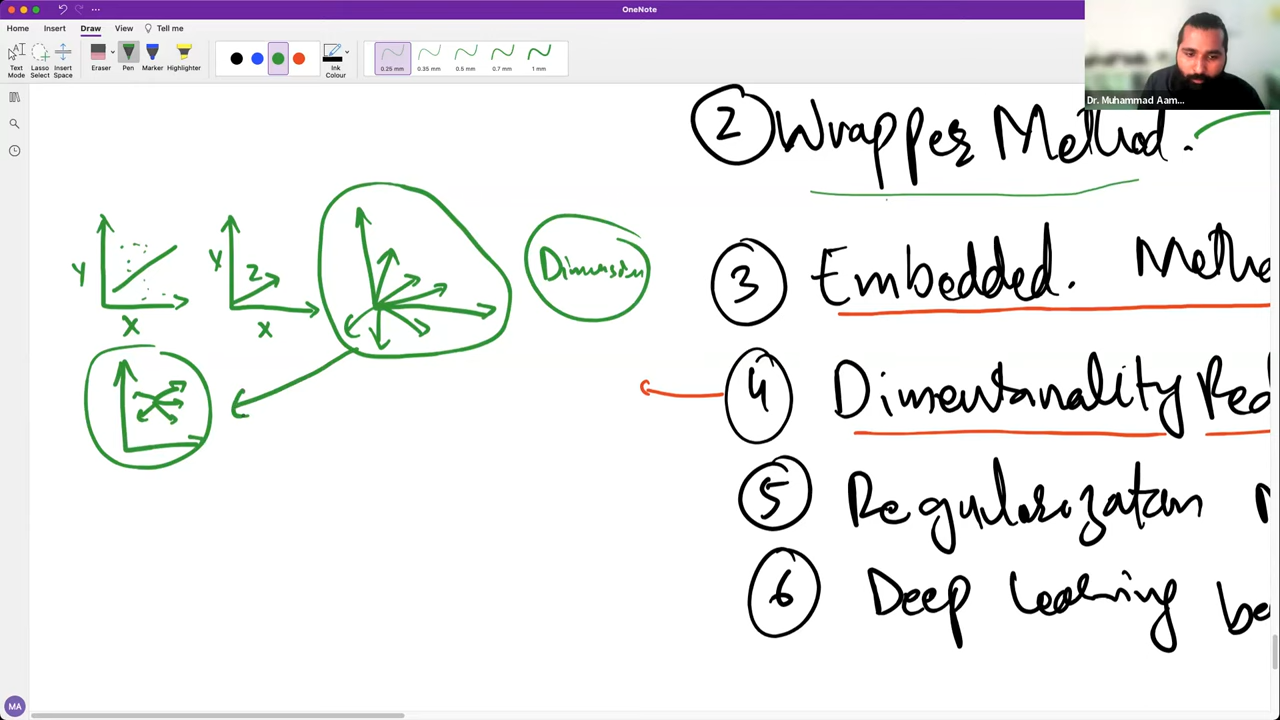 OneNote
Home Insert Draw View Tell me
Eraser Pen Marker Highlighter
Text Mode
Lasso Select
Insert Space
Ink Colour
0.25 mm 0.35 mm 0.5 mm 0.7 mm 1 mm
Dr. Muhammad Aam...
2 Wrapper Method.
Y X
Y Z X
Dimension
3 Embedded. Metho
4 Dimentanality Red
5 Regularization
6 Deep learning be
MA